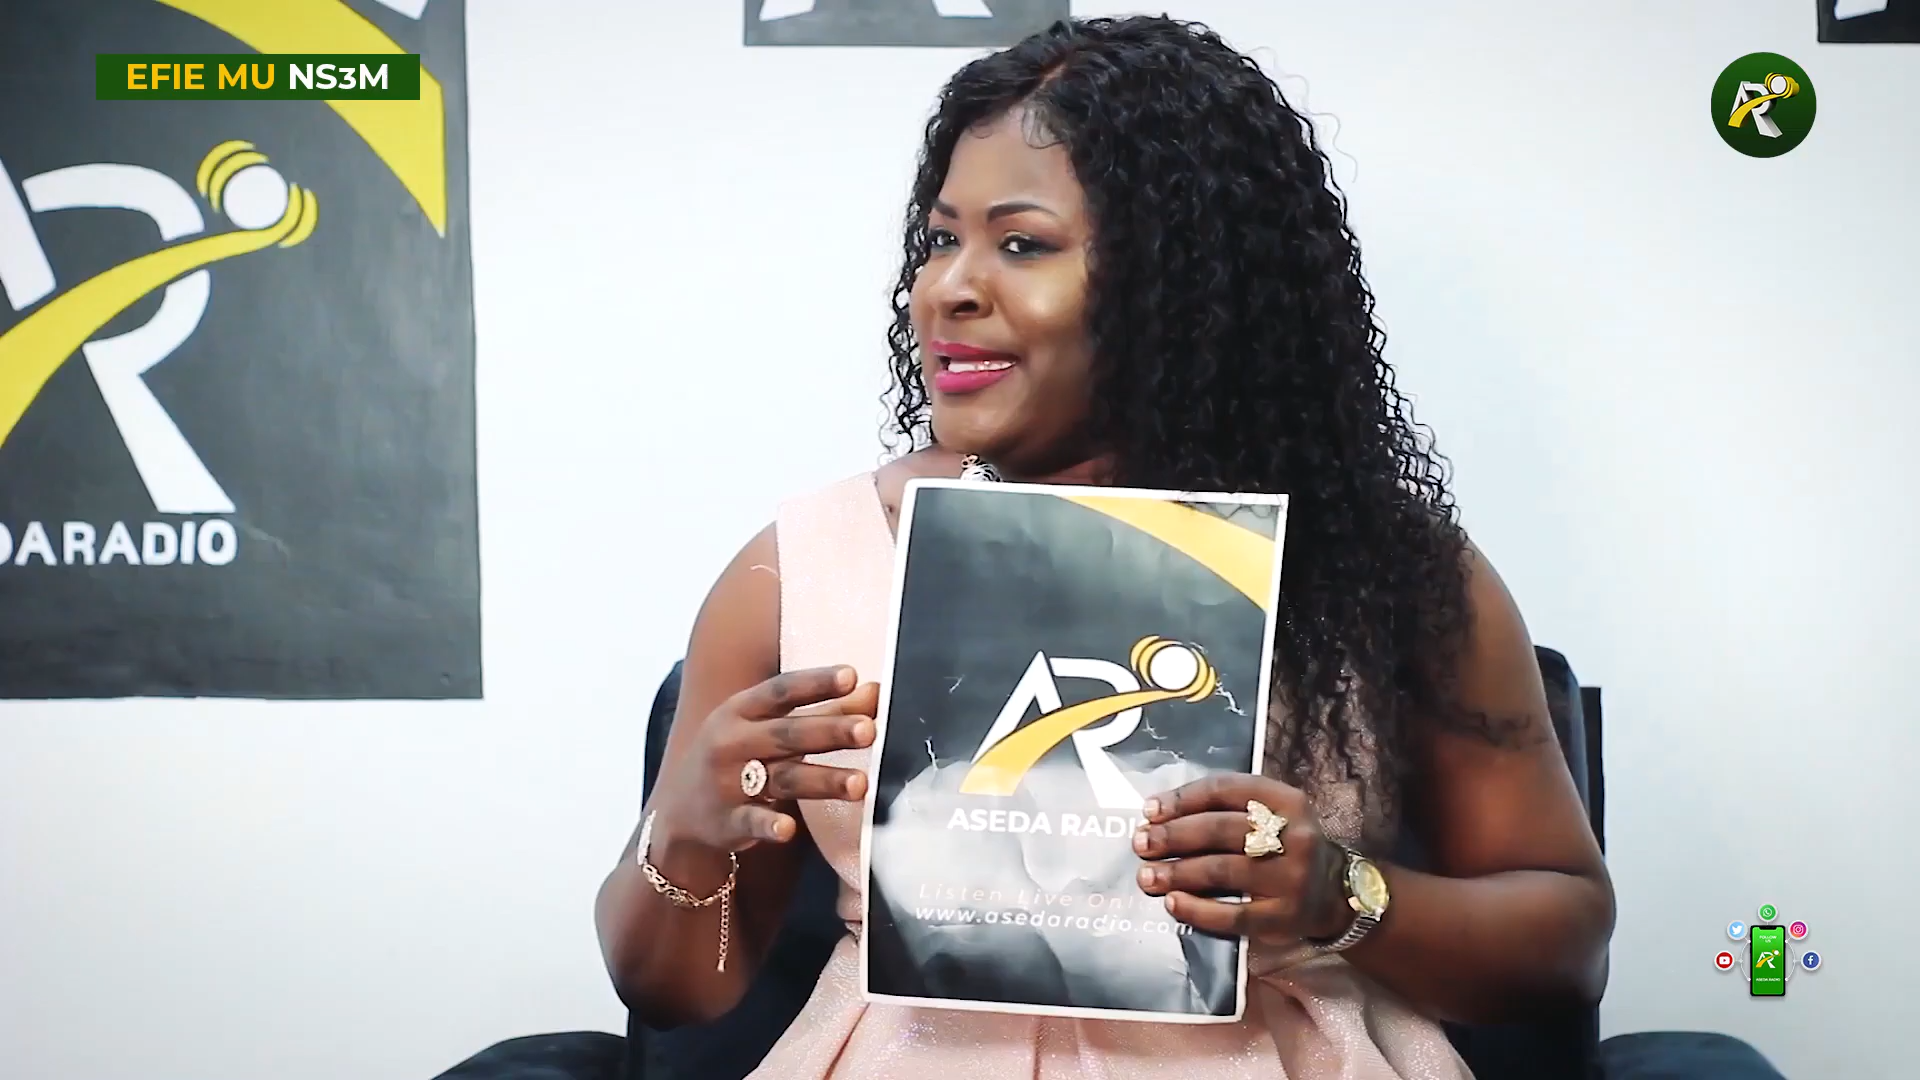 EFIE MU NS3M
DARADIO
ASEDA RADI
Listen Live Onl
www.asedaradio.com